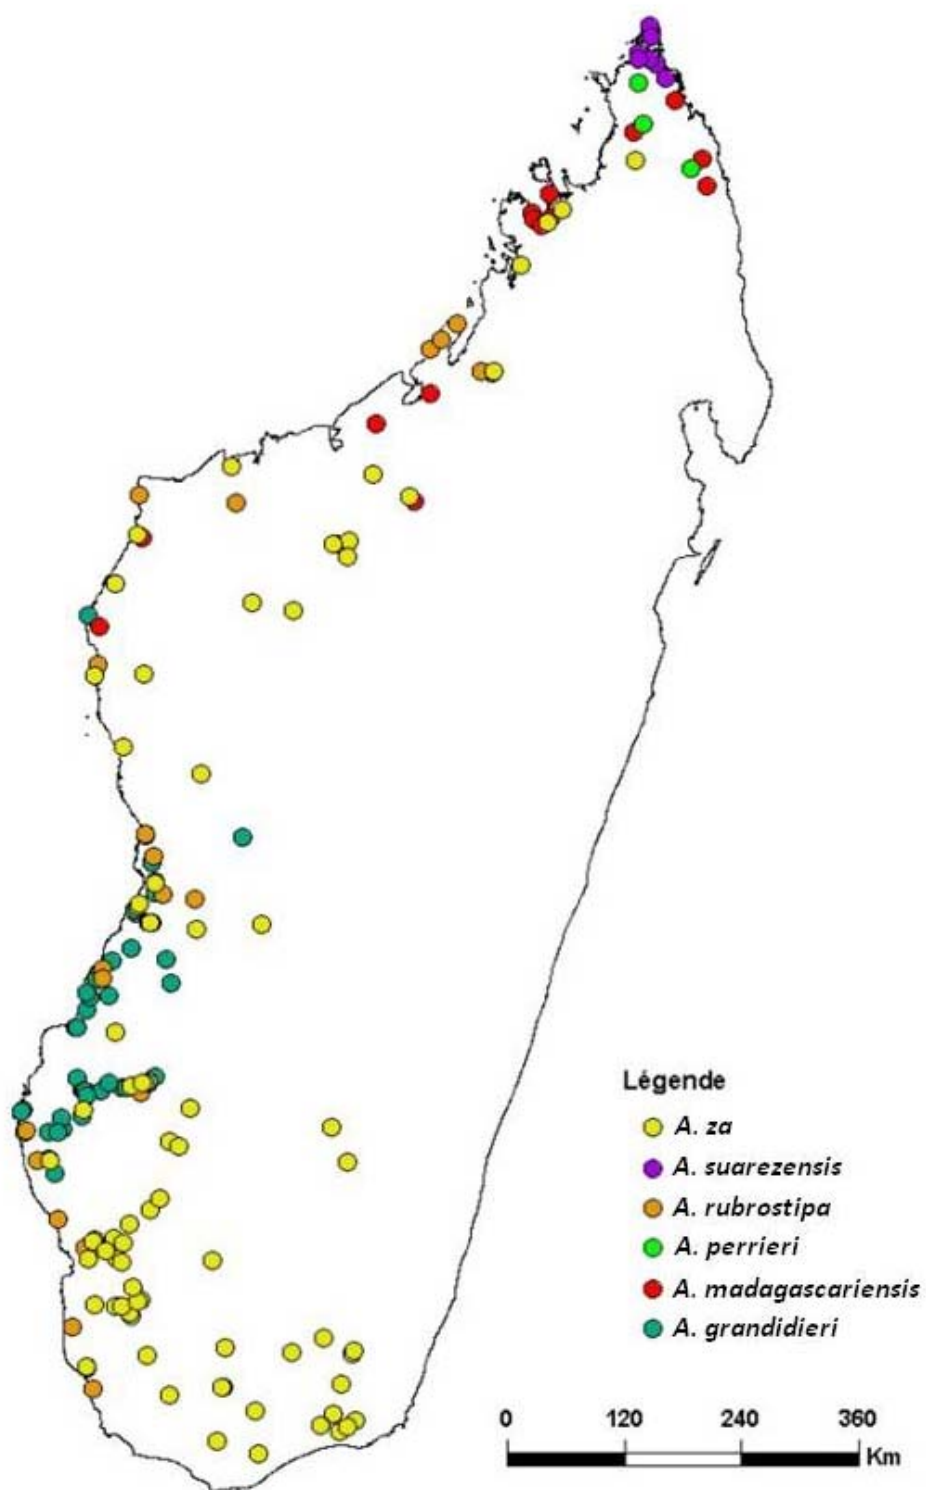 Légende
A. za
A. suarezensis
A. rubrostipa
A. perrieri
A. madagascariensis
A. grandidieri
0 120 240 360
Km